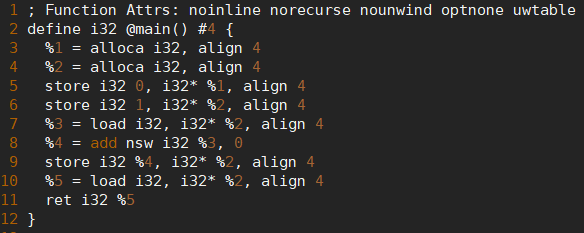 1 ; Function Attrs: noinline norecurse nounwind optnone uwtable
2 define i32 @main() #4 {
3   %1 = alloca i32, align 4
4   %2 = alloca i32, align 4
5   store i32 0, i32* %1, align 4
6   store i32 1, i32* %2, align 4
7   %3 = load i32, i32* %2, align 4
8   %4 = add nsw i32 %3, 0
9   store i32 %4, i32* %2, align 4
10   %5 = load i32, i32* %2, align 4
11   ret i32 %5
12 }